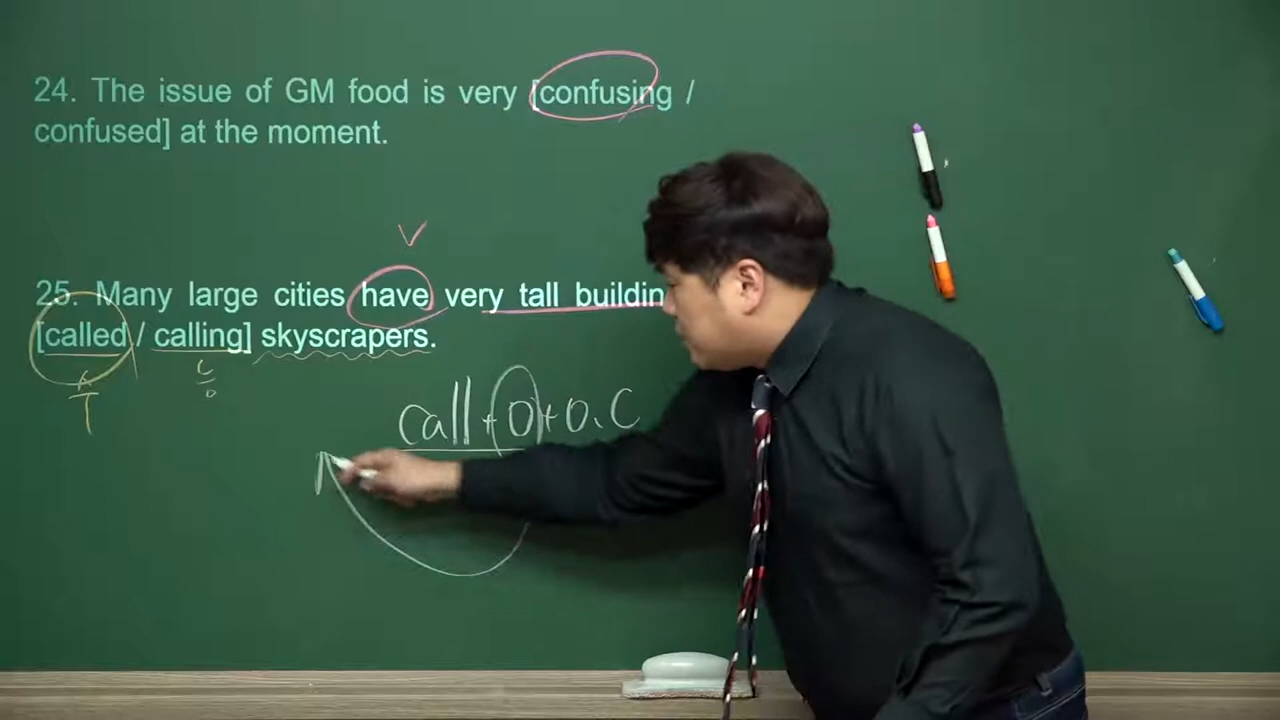 24. The issue of GM food is very [confusing /
confused] at the moment.
V
25. Many large cities have very tall buildin
[called / calling] skyscrapers.
call + O + O.C